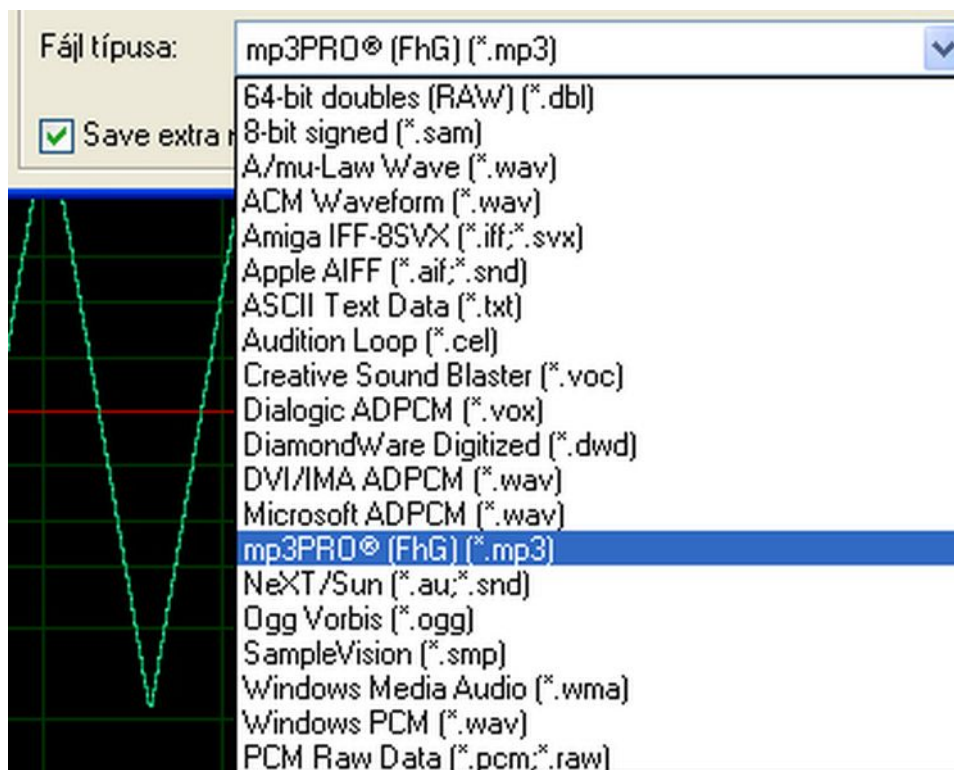 Fájl típusa:
mp3PRO® (FhG) (*.mp3)
Save extra
64-bit doubles (RAW) (*.dbl)
8-bit signed (*.sam)
A/mu-Law Wave (*.wav)
ACM Waveform (*.wav)
Amiga IFF-8SVX (*.iff;*.svx)
Apple AIFF (*.aif;*.snd)
ASCII Text Data (*.txt)
Audition Loop (*.cel)
Creative Sound Blaster (*.voc)
Dialogic ADPCM (*.vox)
DiamondWare Digitized (*.dwd)
DVI/IMA ADPCM (*.wav)
Microsoft ADPCM (*.wav)
mp3PRO® (FhG) (*.mp3)
NeXT/Sun (*.au;*.snd)
Ogg Vorbis (*.ogg)
SampleVision (*.smp)
Windows Media Audio (*.wma)
Windows PCM (*.wav)
PCM Raw Data (*.pcm;*.raw)